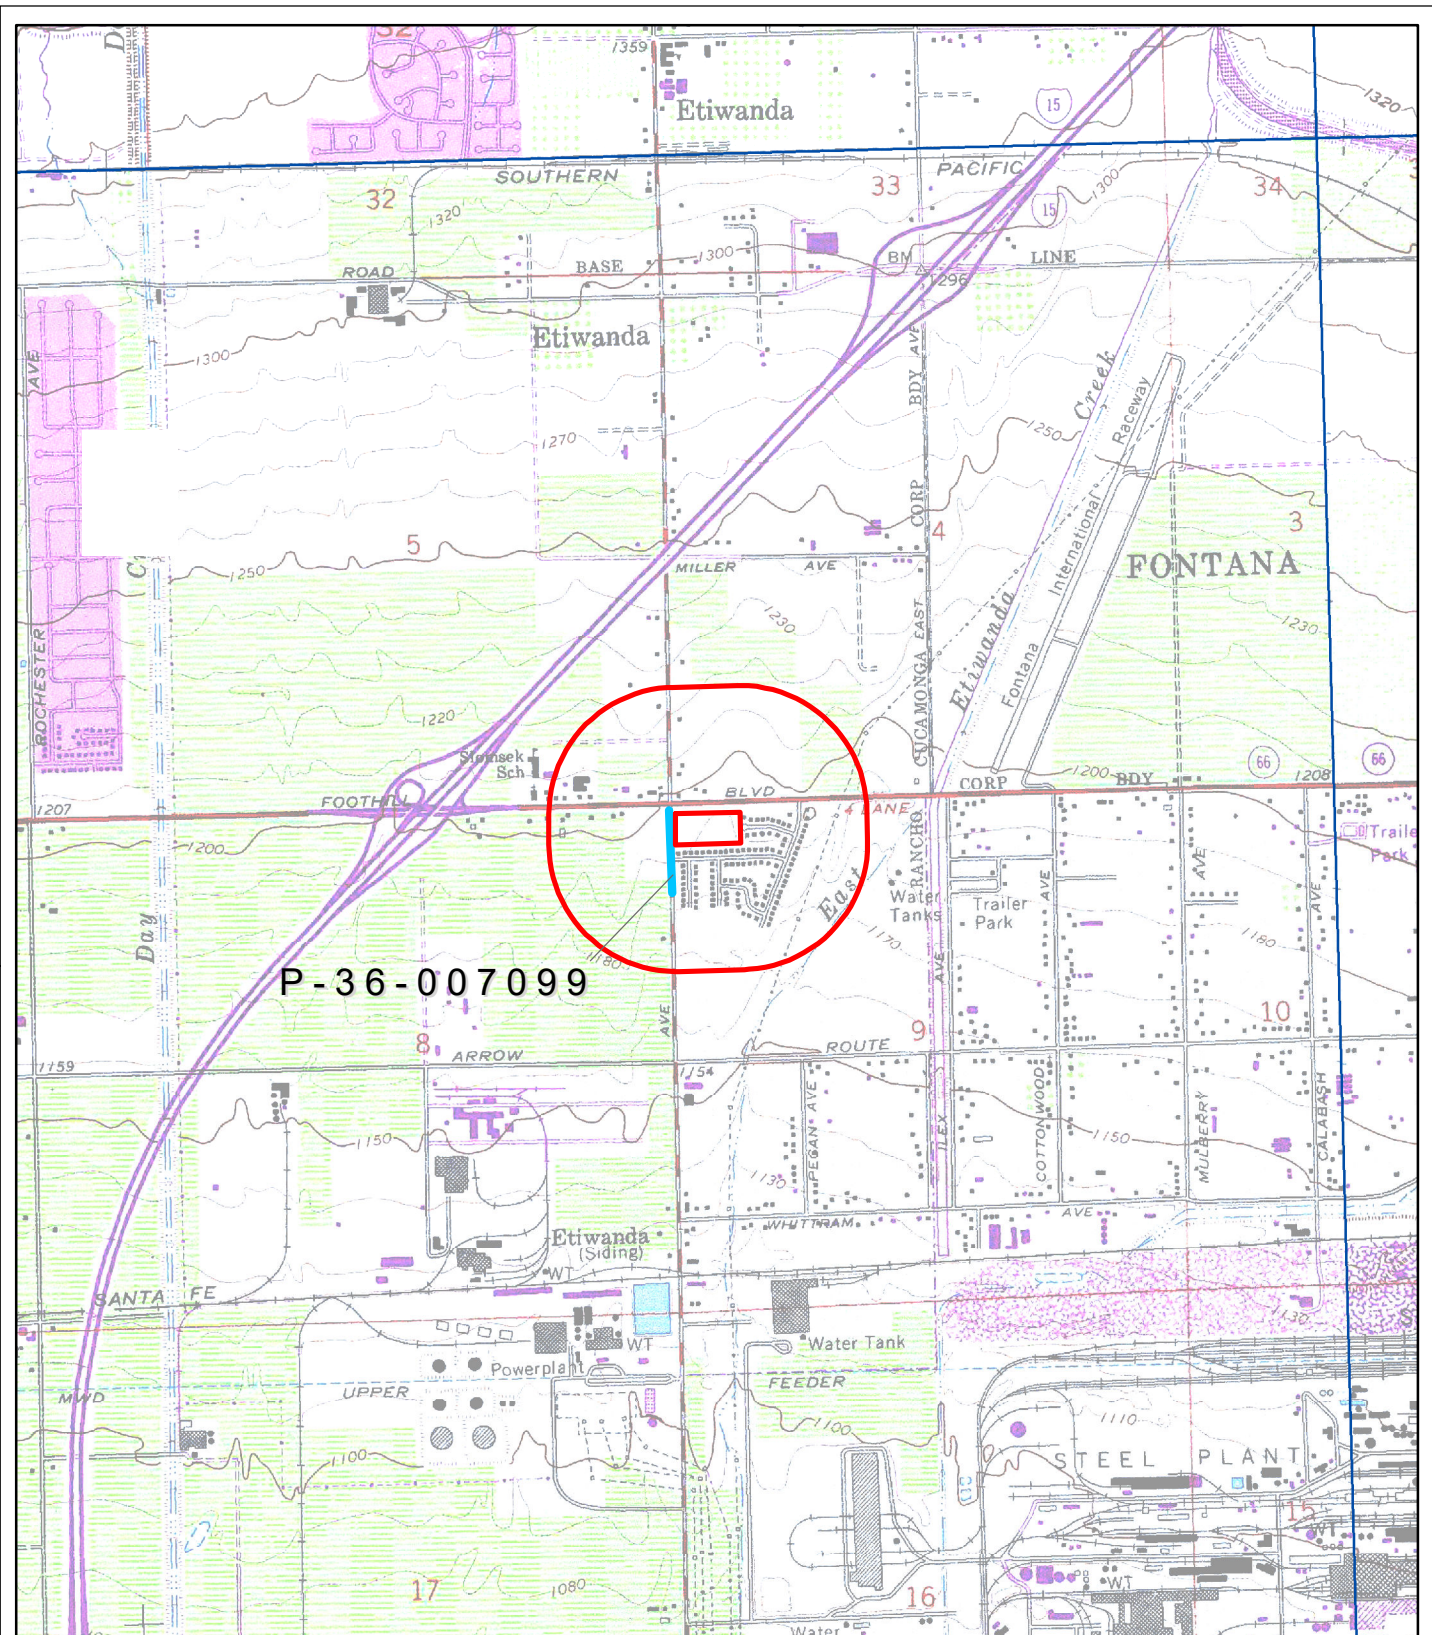 32
1359
E
Etiwanda
15
1320
SOUTHERN
PACIFIC
32
33
34
1320
1300
15
ROAD
BASE
1300
BM
LINE
1296
Etiwanda
AVE
1300
BDY AVE
Creek
Raceway
1270
1250
CORP
International
5
4
3
1250
MILLER
AVE
FONTANA
1230
1230
CUCAMONGA EAST
Etiwanda
Fontana
ROCHESTER
1220
Sch
66
66
1207
FOOTHILL
BLVD
CORP
1200
BDY
1208
4 LANE
1200
RANCHO
Trailer
Park
AVE
AVE
AVE
East
Water
Tanks
Trailer
Park
Day
1170
1180
1180
P-36-007099
AVE
AVE
8
9
10
1159
ARROW
1154
ROUTE
1150
PECAN AVE
ILEX
COTTONWOOD
1150
MULBERRY
CALABASH
1130
WHITTRAM
AVE
Etiwanda
(Siding)
WT
SANTA FE
1130
WT
Water Tank
Powerplant
MWD
UPPER
FEEDER
1100
1110
1100
STEEL PLANT
15
WT
17
1080
16
WT
Water